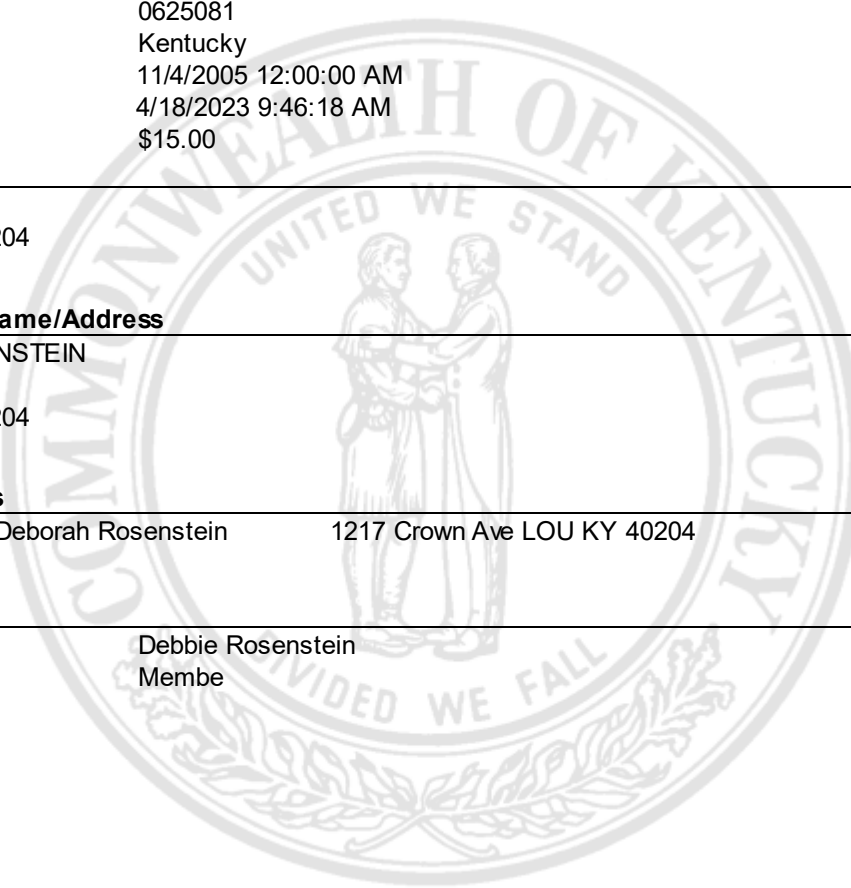 0625081
Kentucky
11/4/2005 12:00:00 AM
4/18/2023 9:46:18 AM
$15.00
204
ame/Address
NSTEIN
204
s
Deborah Rosenstein 1217 Crown Ave LOU KY 40204
Debbie Rosenstein
Membe
COMMONWEALTH OF KENTUCKY
UNITED WE STAND
DIVIDED WE FALL